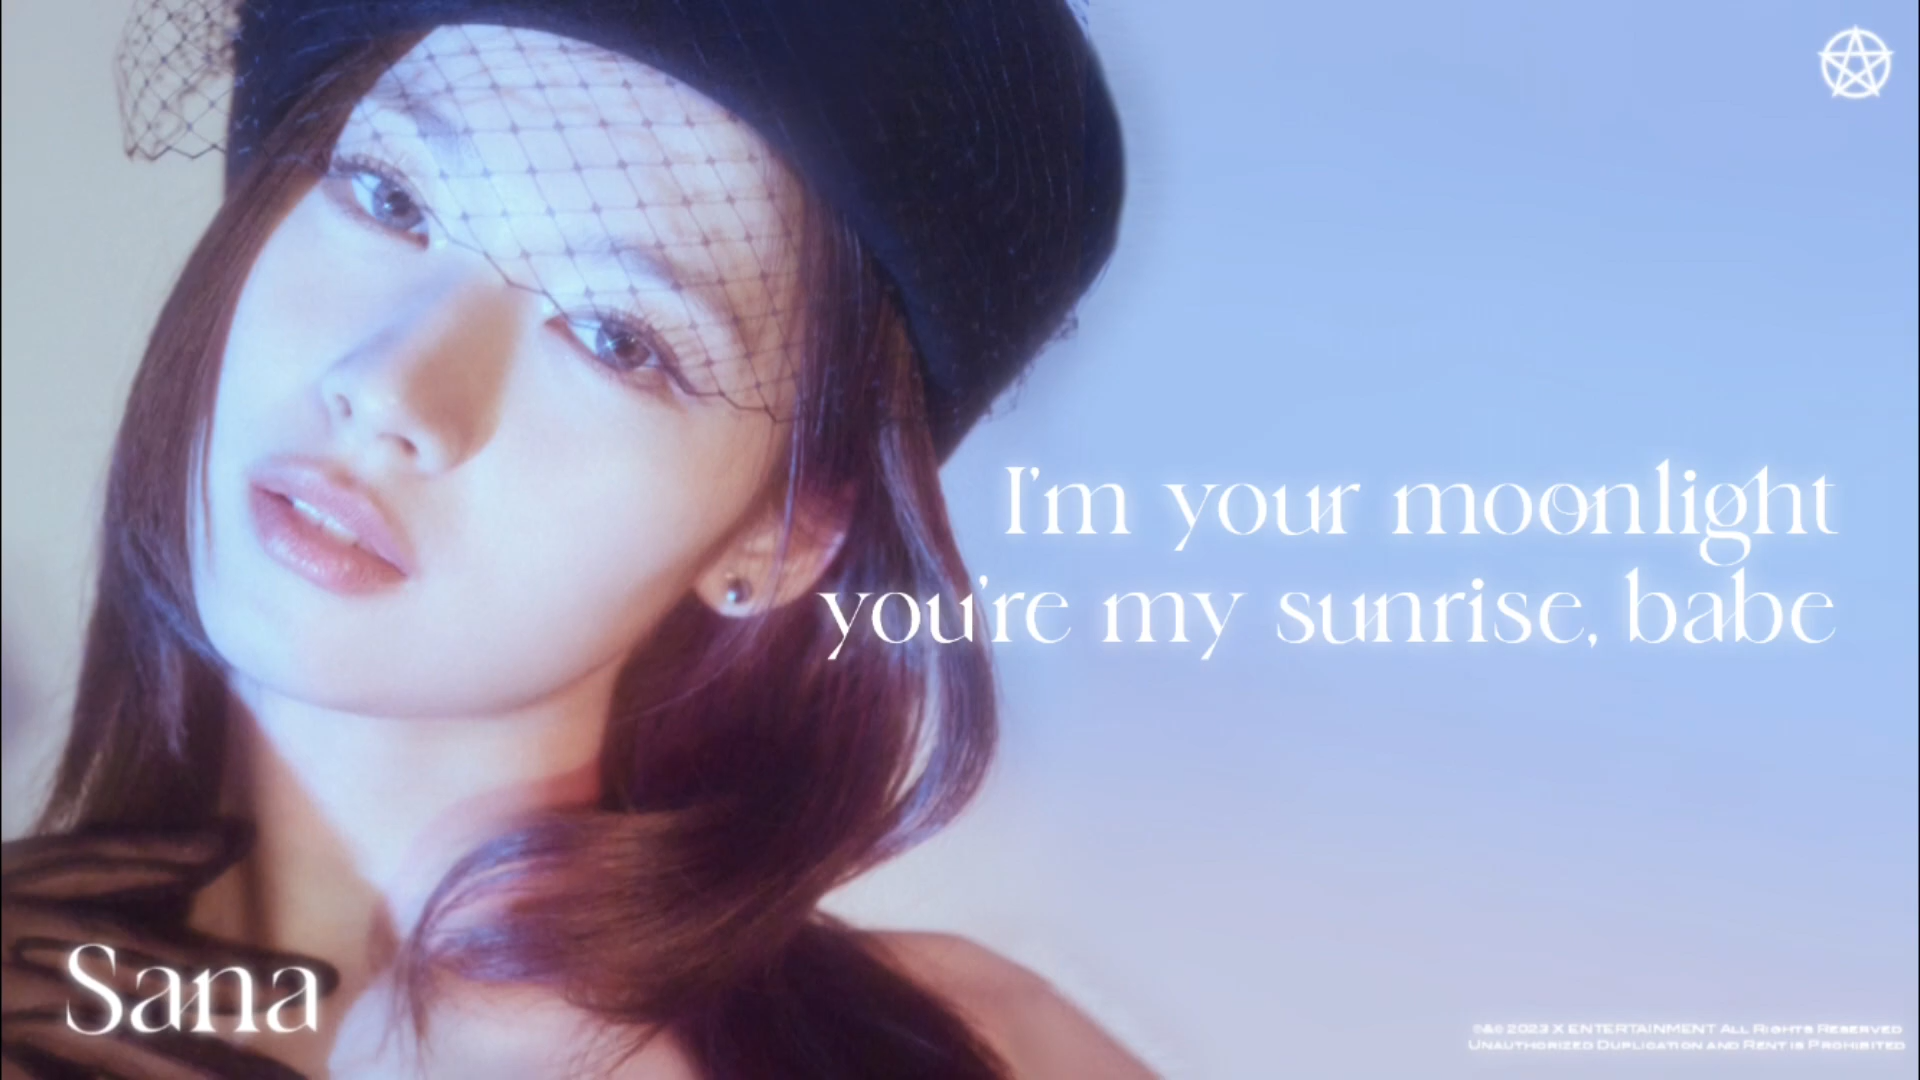 I'm your moonlight
you're my sunrise, babe
Sana
℗&© 2023 X ENTERTAINMENT All Rights Reserved
Unauthorized Duplication and Rent is Prohibited